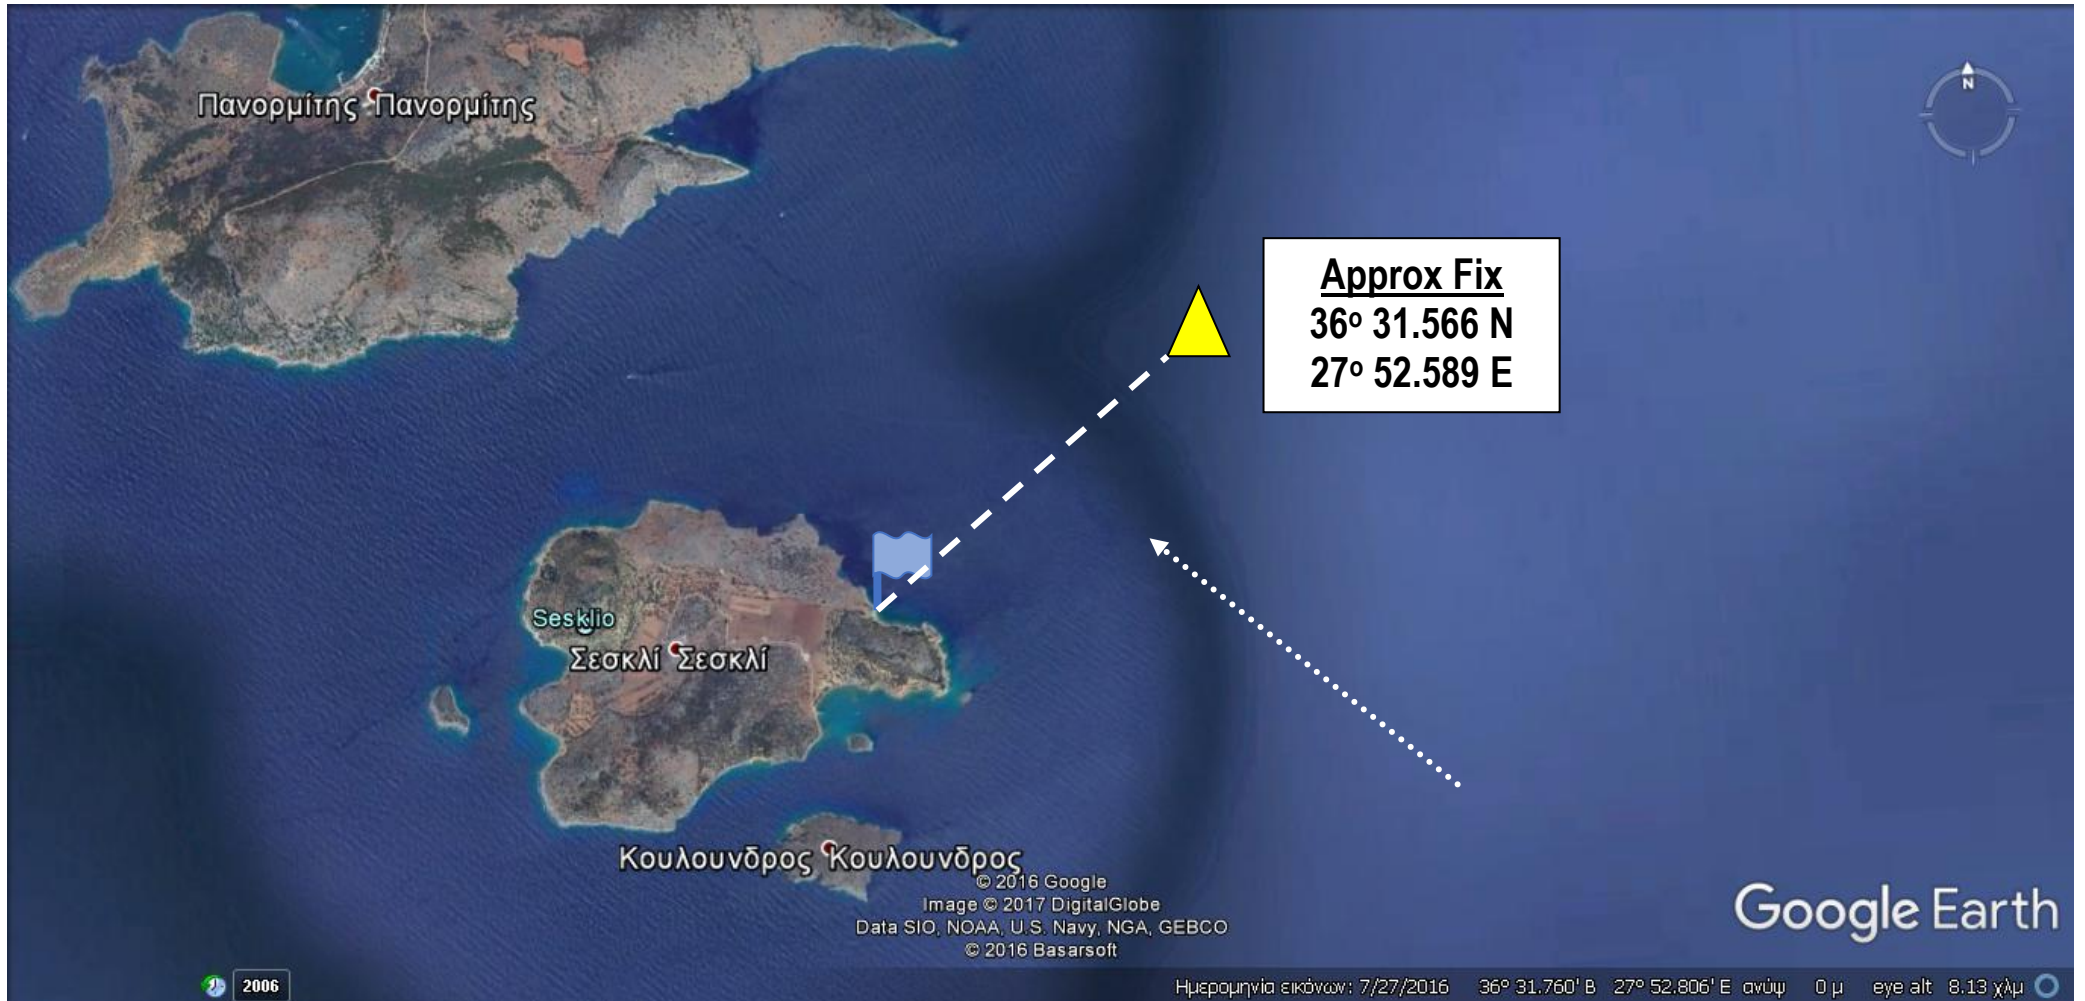 Πανορμίτης Πανορμίτης
N
Approx Fix
36º 31.566 N
27º 52.589 E
Sesklio
Σεσκλί Σεσκλί
Κουλουνδρος Κουλουνδρος
© 2016 Google
Image © 2017 DigitalGlobe
Data SIO, NOAA, U.S. Navy, NGA, GEBCO
© 2016 Basarsoft
Google Earth
2006
Ημερομηνία εικόνων: 7/27/2016 36° 31.760' Β 27° 52.806' Ε ανύψ 0 μ eye alt 8.13 χλμ